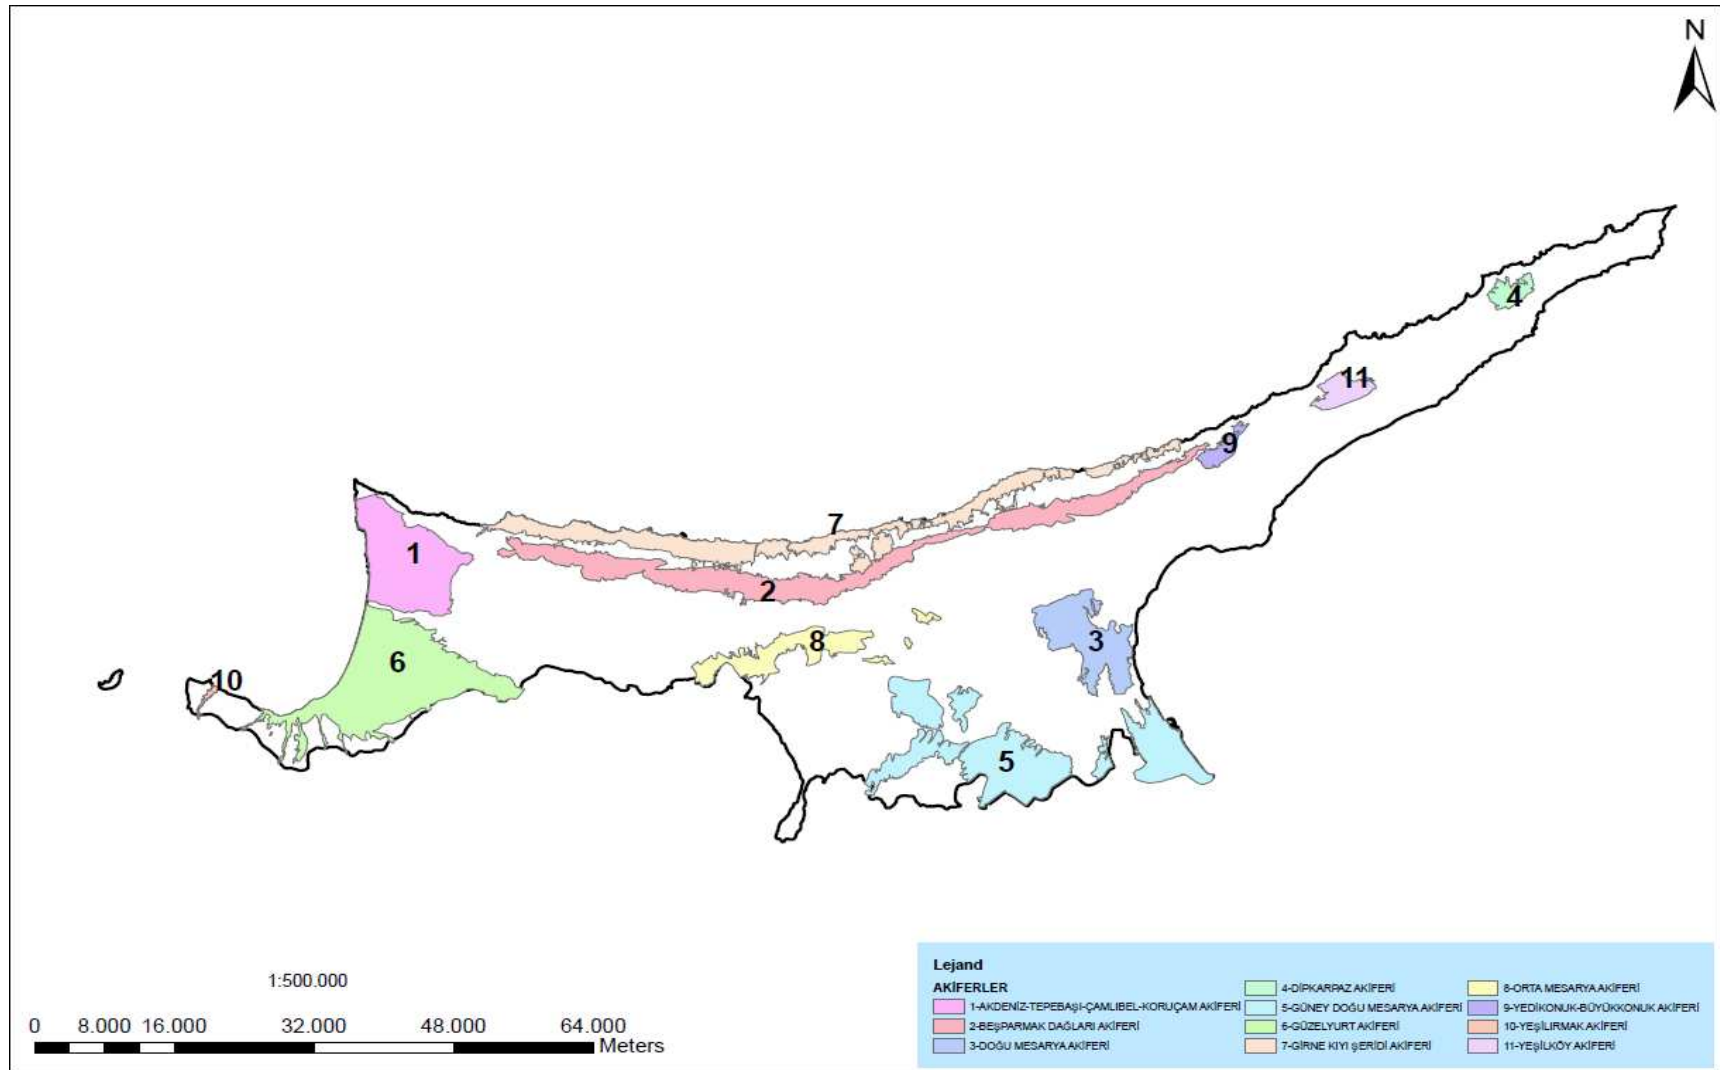 N
4
11
9
7
1
2
8
3
6
10
5
1:500.000
0 8.000 16.000 32.000 48.000 64.000
Meters
Lejand
AKİFERLER
1-AKDENİZ-TEPEBAŞI-ÇAMLIBEL-KORUÇAM AKİFERİ
2-BEŞPARMAK DAĞLARI AKİFERİ
3-DOĞU MESARYA AKİFERİ
4-DİPKARPAZ AKİFERİ
5-GÜNEY DOĞU MESARYA AKİFERİ
6-GÜZELYURT AKİFERİ
7-GİRNE KIYI ŞERİDİ AKİFERİ
8-ORTA MESARYA AKİFERİ
9-YEDİKONUK-BÜYÜKKONUK AKİFERİ
10-YEŞİLIRMAK AKİFERİ
11-YEŞİLKÖY AKİFERİ